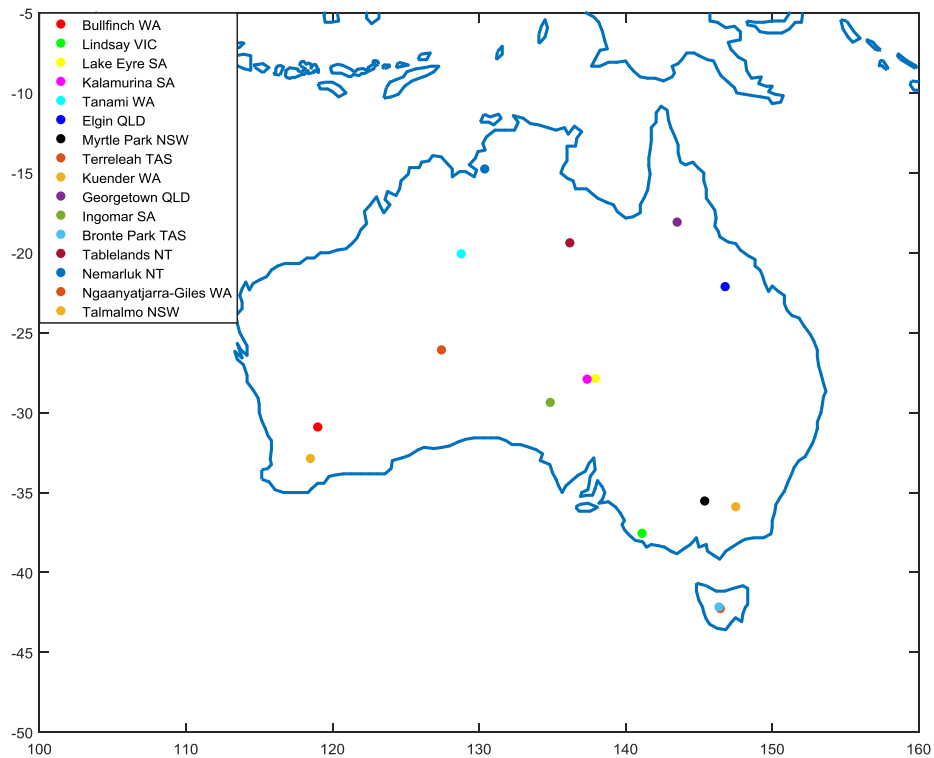 -5
-10
-15
-20
-25
-30
-35
-40
-45
-50
Bullfinch WA
Lindsay VIC
Lake Eyre SA
Kalamurina SA
Tanami WA
Elgin QLD
Myrtle Park NSW
Terreleah TAS
Kuender WA
Georgetown QLD
Ingomar SA
Bronte Park TAS
Tablelands NT
Nemarluk NT
Ngaanyatjarra-Giles WA
Talmalmo NSW
100 110 120 130 140 150 160